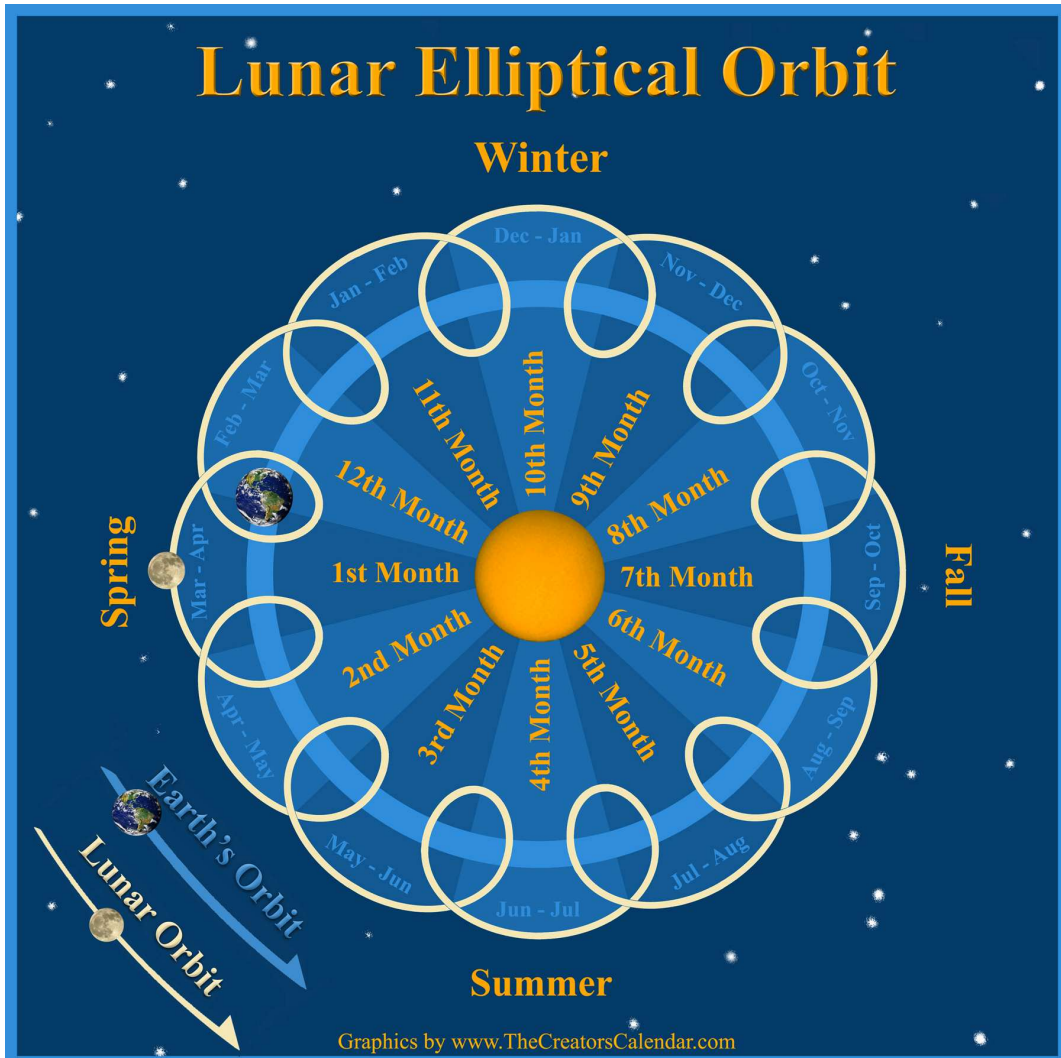 Lunar Elliptical Orbit
Winter
Dec - Jan
Nov - Dec
Oct - Nov
Sep - Oct
Aug - Sep
Jul - Aug
Jun - Jul
May - Jun
Apr - May
Mar - Apr
Feb - Mar
Jan - Feb
10th Month
9th Month
8th Month
7th Month
6th Month
5th Month
4th Month
3rd Month
2nd Month
1st Month
12th Month
11th Month
Spring
Fall
Earth's Orbit
Lunar Orbit
Summer
Graphics by www.TheCreatorsCalendar.com